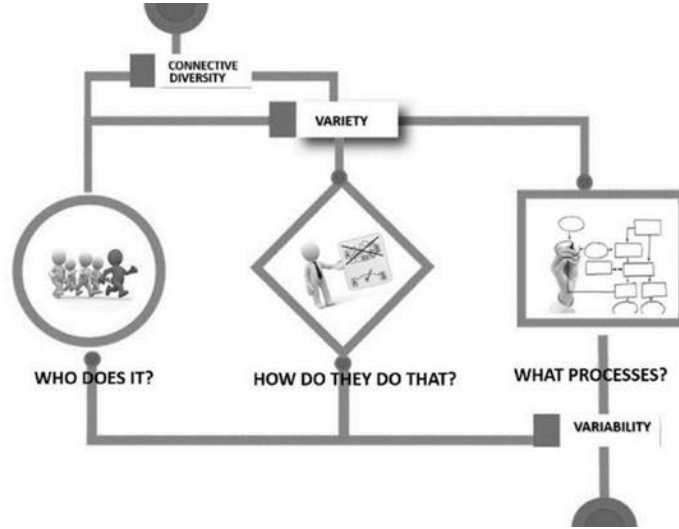 CONNECTIVE
DIVERSITY
VARIETY
WHO DOES IT?
HOW DO THEY DO THAT?
WHAT PROCESSES?
VARIABILITY